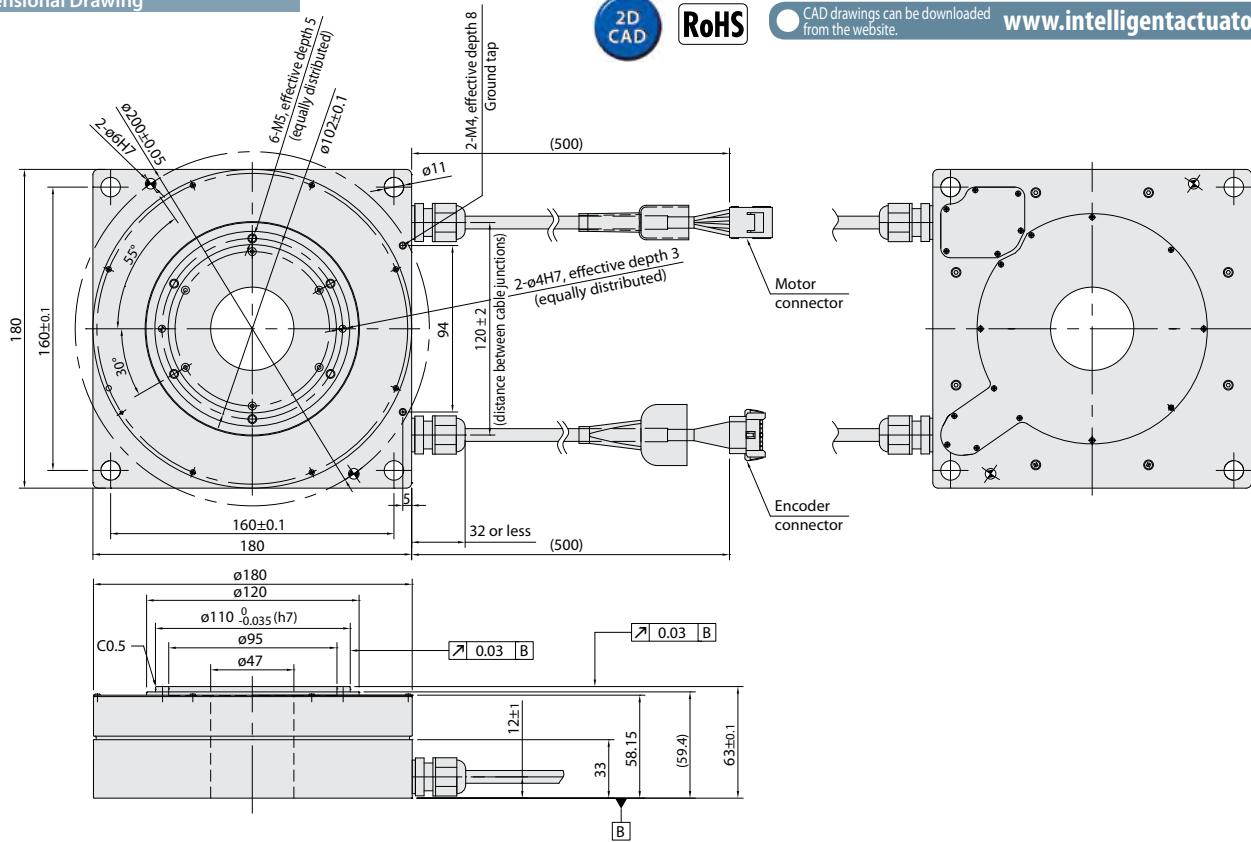 2D
CAD
RoHS
CAD drawings can be downloaded
from the website.
www.intelligentactuato
ø200±0.05
2-ø6H7
6-M5, effective depth 5
(equally distributed)
ø102±0.1
2-M4, effective depth 8
Ground tap
(500)
ø11
55°
30°
180
160±0.1
2-ø4H7, effective depth 3
(equally distributed)
94
120±2
(distance between cable junctions)
Motor
connector
Encoder
connector
5
160±0.1
180
32 or less
(500)
ø180
ø120
ø110 0 -0.035 (h7)
ø95
ø47
C0.5
0.03 B
0.03 B
12±1
33
58.15
(59.4)
63±0.1
B